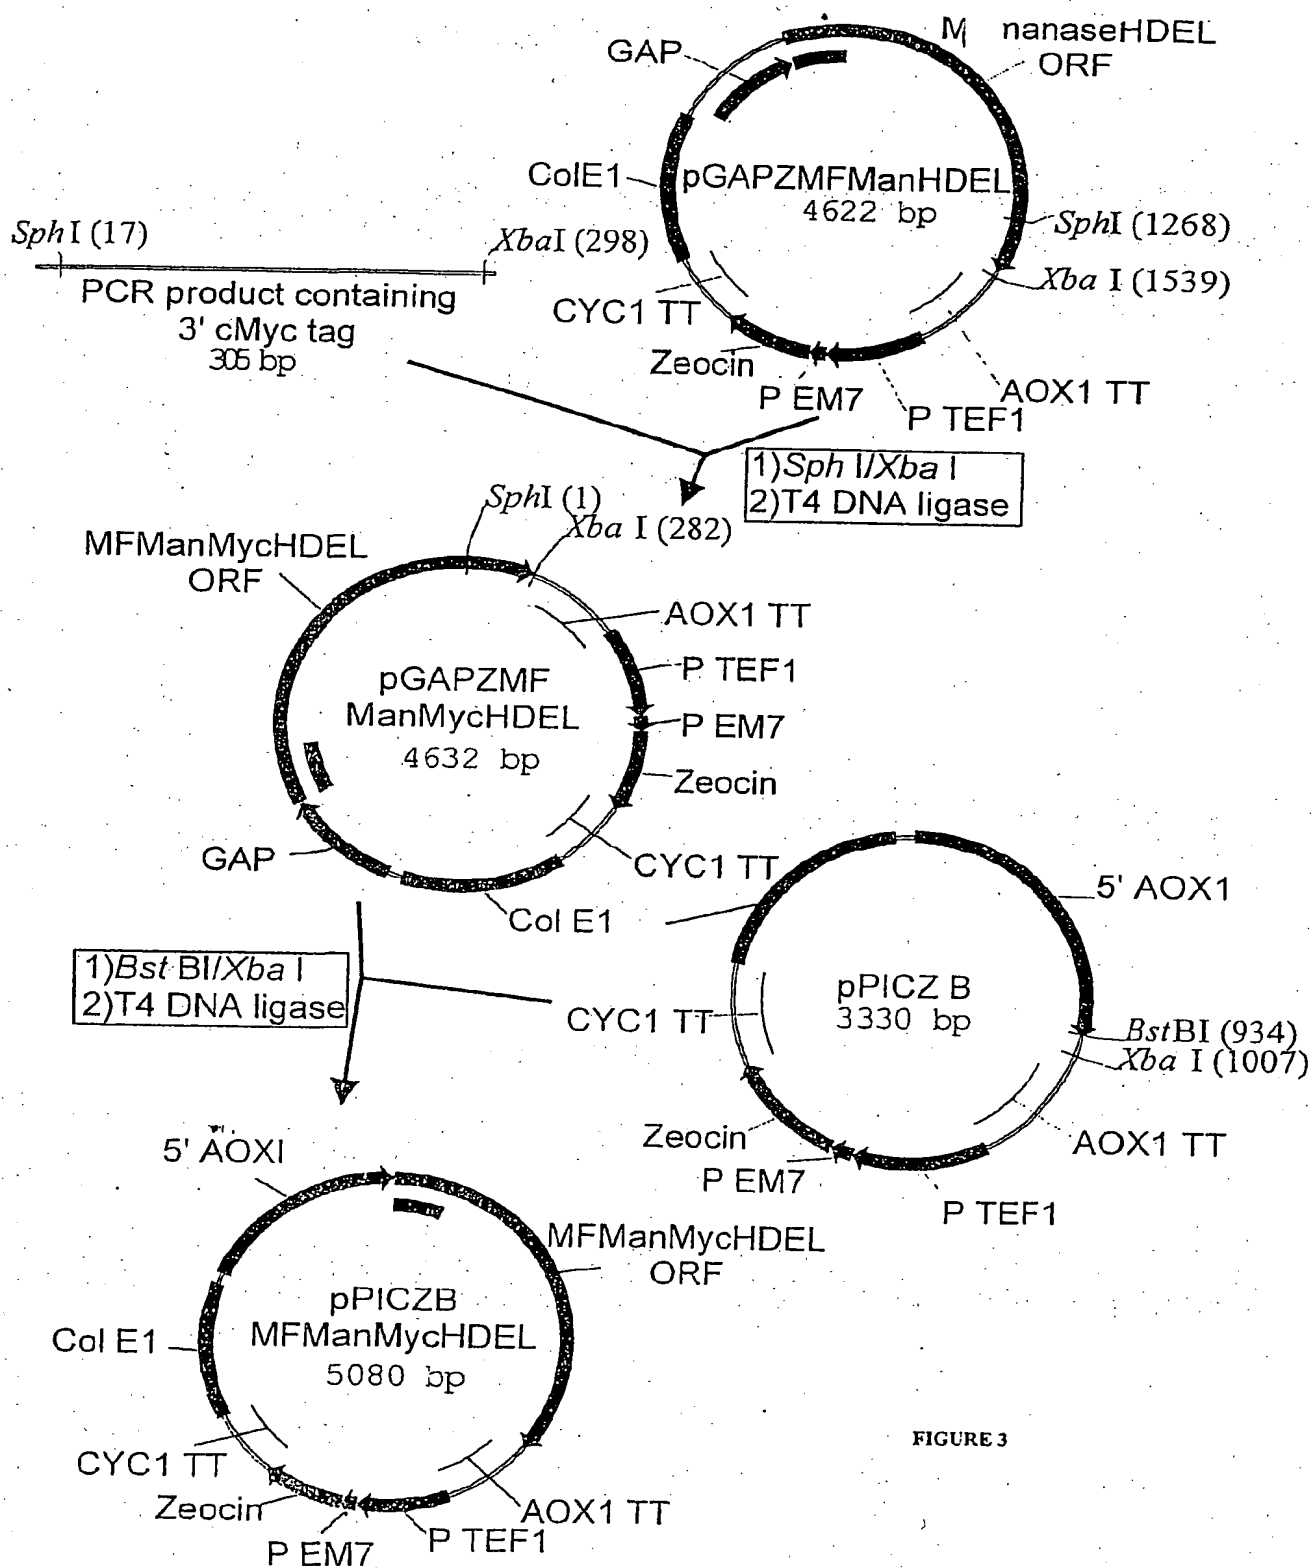 GAP
M nanaseHDEL
ORF
ColE1
pGAPZMFManHDEL
4622 bp
SphI (1268)
Xba I (1539)
SphI (17)
XbaI (298)
PCR product containing
3' cMyc tag
305 bp
CYC1 TT
Zeocin
P EM7
P TEF1
AOX1 TT
1)Sph I/Xba I
2)T4 DNA ligase
SphI (1)
Xba I (282)
MFManMycHDEL
ORF
AOX1 TT
P TEF1
pGAPZMF
ManMycHDEL
4632 bp
P EM7
Zeocin
GAP
CYC1 TT
Col E1
5' AOX1
1)Bst BI/Xba I
2)T4 DNA ligase
pPICZ B
3330 bp
CYC1 TT
BstBI (934)
Xba I (1007)
Zeocin
P EM7
AOX1 TT
P TEF1
5' AOXI
MFManMycHDEL
ORF
pPICZB
MFManMycHDEL
5080 bp
Col E1
CYC1 TT
Zeocin
P EM7
P TEF1
AOX1 TT
FIGURE 3